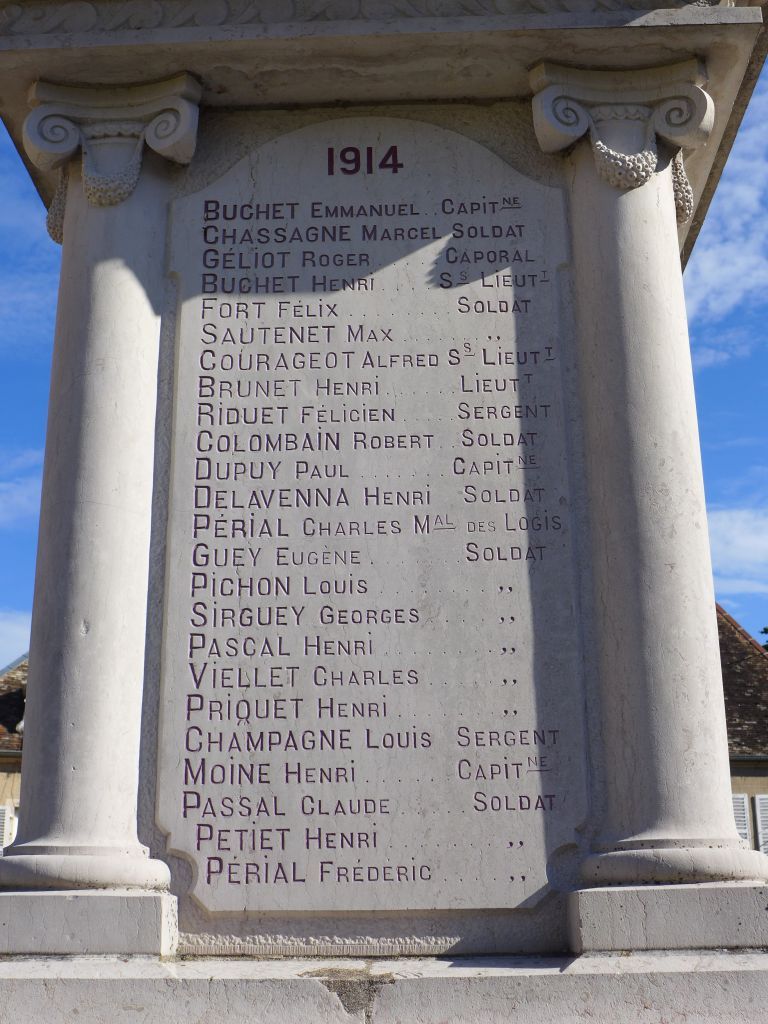 1914
BUCHET EMMANUEL.. CAPITNE
CHASSAGNE MARCEL SOLDAT
GÉLIOT ROGER ........ CAPORAL
BUCHET HENRI ....... SS LIEUTT
FORT FÉLIX ......... SOLDAT
SAUTENET MAX ........ ,,
COURAGEOT ALFRED SS LIEUTT
BRUNET HENRI ....... LIEUTT
RIDUET FÉLICIEN ..... SERGENT
COLOMBAIN ROBERT .. SOLDAT
DUPUY PAUL ........ CAPITNE
DELAVENNA HENRI SOLDAT
PÉRIAL CHARLES MAL DES LOGIS
GUEY EUGÈNE ....... SOLDAT
PICHON LOUIS ........ ,,
SIRGUEY GEORGES ..... ,,
PASCAL HENRI ....... ,,
VIELLET CHARLES ..... ,,
PRIQUET HENRI ....... ,,
CHAMPAGNE LOUIS SERGENT
MOINE HENRI ....... CAPITNE
PASSAL CLAUDE ..... SOLDAT
PETIET HENRI ........ ,,
PÉRIAL FRÉDÉRIC ..... ,,